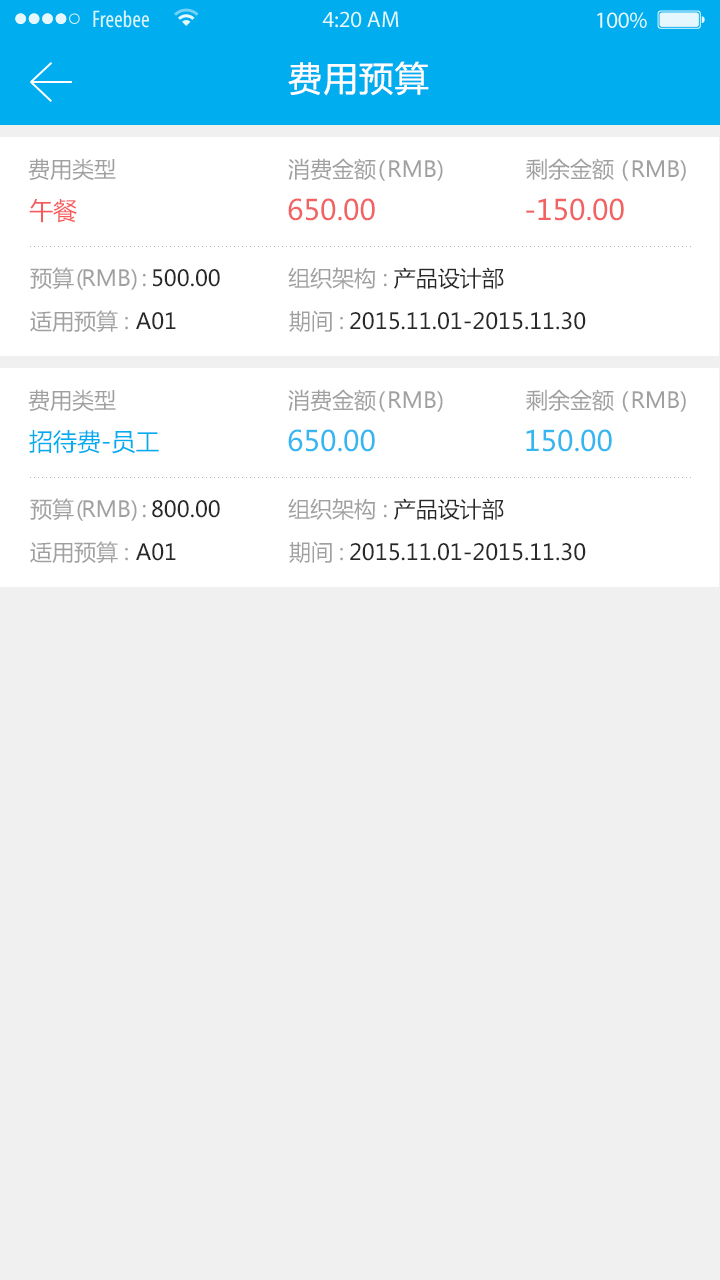 Freebee 4:20 AM 100%
费用预算
费用类型 消费金额(RMB) 剩余金额 (RMB)
午餐 650.00 -150.00
预算(RMB) : 500.00 组织架构 : 产品设计部
适用预算 : A01 期间 : 2015.11.01-2015.11.30
费用类型 消费金额(RMB) 剩余金额 (RMB)
招待费-员工 650.00 150.00
预算(RMB) : 800.00 组织架构 : 产品设计部
适用预算 : A01 期间 : 2015.11.01-2015.11.30